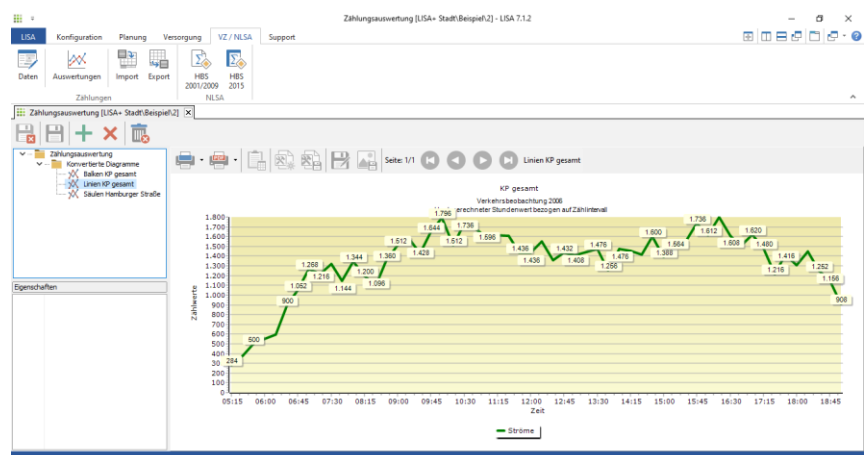 Zählungsauswertung [LISA+ Stadt\Beispiel\2] - LISA 7.1.2
LISA Konfiguration Planung Versorgung VZ / NLSA Support
Daten Auswertungen Import Export HBS 2001/2009 HBS 2015
Zählungen NLSA
Zählungsauswertung [LISA+ Stadt\Beispiel\2]
Zählungsauswertung
Konvertierte Diagramme
Balken KP gesamt
Linien KP gesamt
Säulen Hamburger Straße
Eigenschaften
Seite: 1/1 Linien KP gesamt
KP gesamt
Verkehrsbeobachtung 2006
erechneter Stundenwert bezogen auf Zählintervall
Zählwerte
1.800
1.700
1.600
1.500
1.400
1.300
1.200
1.100
1.000
900
800
700
600
500
400
30
200
100
0
284 500 900 1.052 1.268 1.216 1.144 1.344 1.200 1.096 1.360 1.512 1.428 1.644 1.796 1.512 1.736 1.596 1.436 1.436 1.432 1.408 1.476 1.256 1.476 1.600 1.388 1.564 1.736 1.612 1.608 1.620 1.480 1.216 1.416 1.252 1.156 908
05:15 06:00 06:45 07:30 08:15 09:00 09:45 10:30 11:15 12:00 12:45 13:30 14:15 15:00 15:45 16:30 17:15 18:00 18:45
Zeit
Ströme